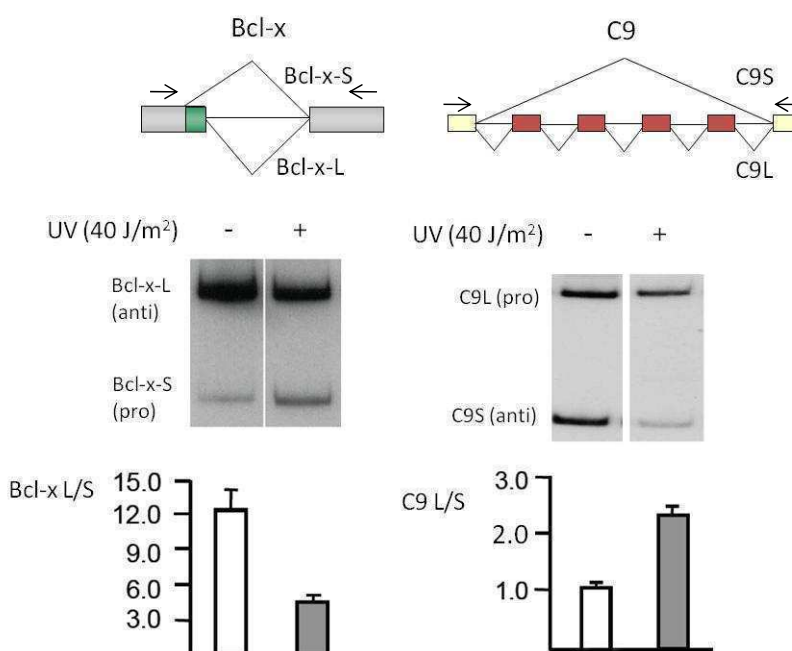 Bcl-x
Bcl-x-S
Bcl-x-L
C9
C9S
C9L
UV (40 J/m²) - +
Bcl-x-L
(anti)
Bcl-x-S
(pro)
UV (40 J/m²) - +
C9L (pro)
C9S (anti)
Bcl-x L/S
15.0
12.0
9.0
6.0
3.0
C9 L/S
3.0
2.0
1.0